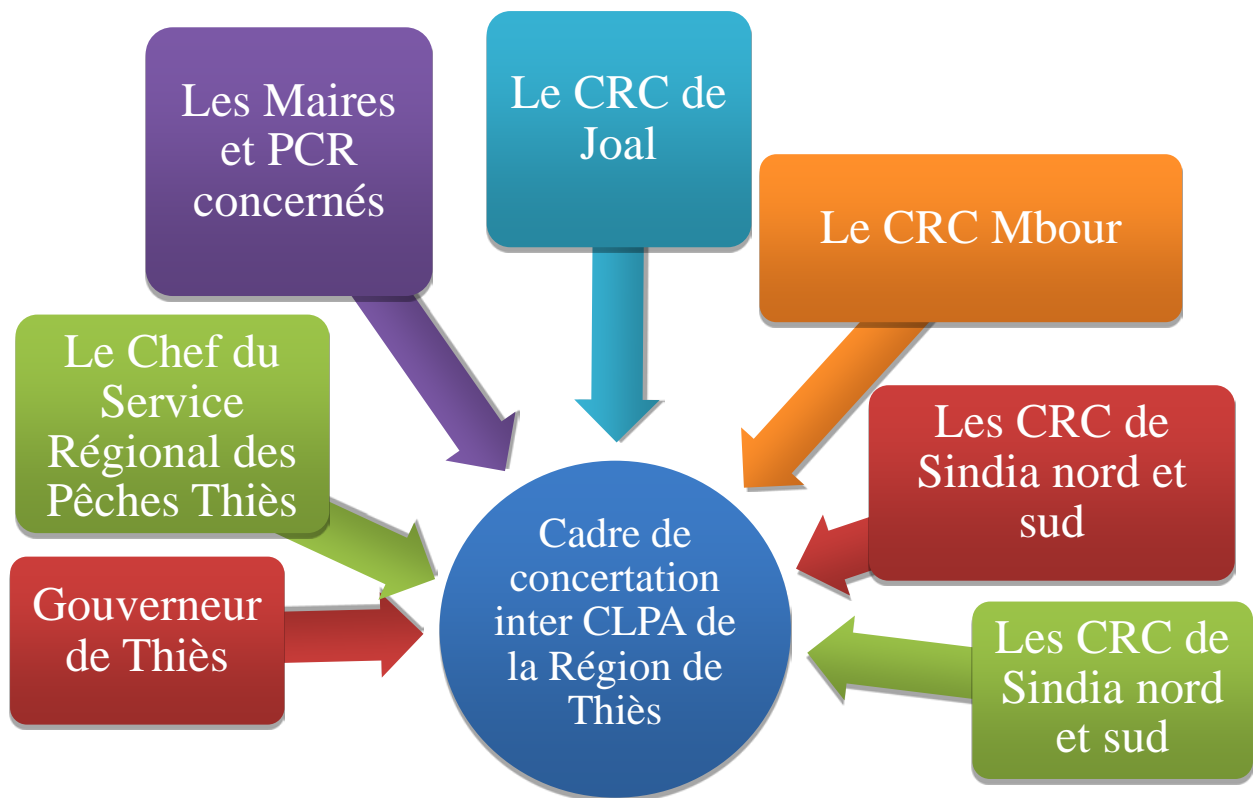 Les Maires
et PCR
concernés
Le CRC de
Joal
Le CRC Mbour
Le Chef du
Service
Régional des
Pêches Thiès
Les CRC de
Sindia nord et
sud
Gouverneur
de Thiès
Cadre de
concertation
inter CLPA de
la Région de
Thiès
Les CRC de
Sindia nord
et sud